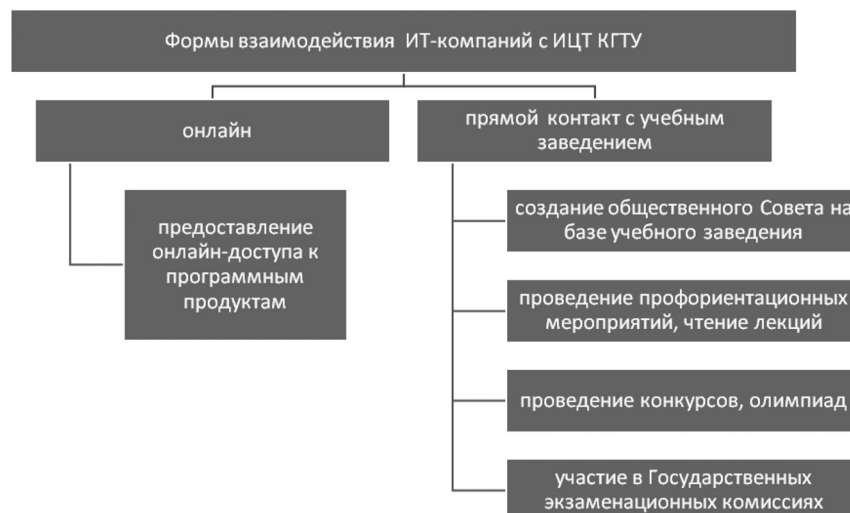 Формы взаимодействия ИТ-компаний с ИЦТ КГТУ
онлайн
предоставление
онлайн-доступа к
программным
продуктам
прямой контакт с учебным
заведением
создание общественного Совета на
базе учебного заведения
проведение профориентационных
мероприятий, чтение лекций
проведение конкурсов, олимпиад
участие в Государственных
экзаменационных комиссиях